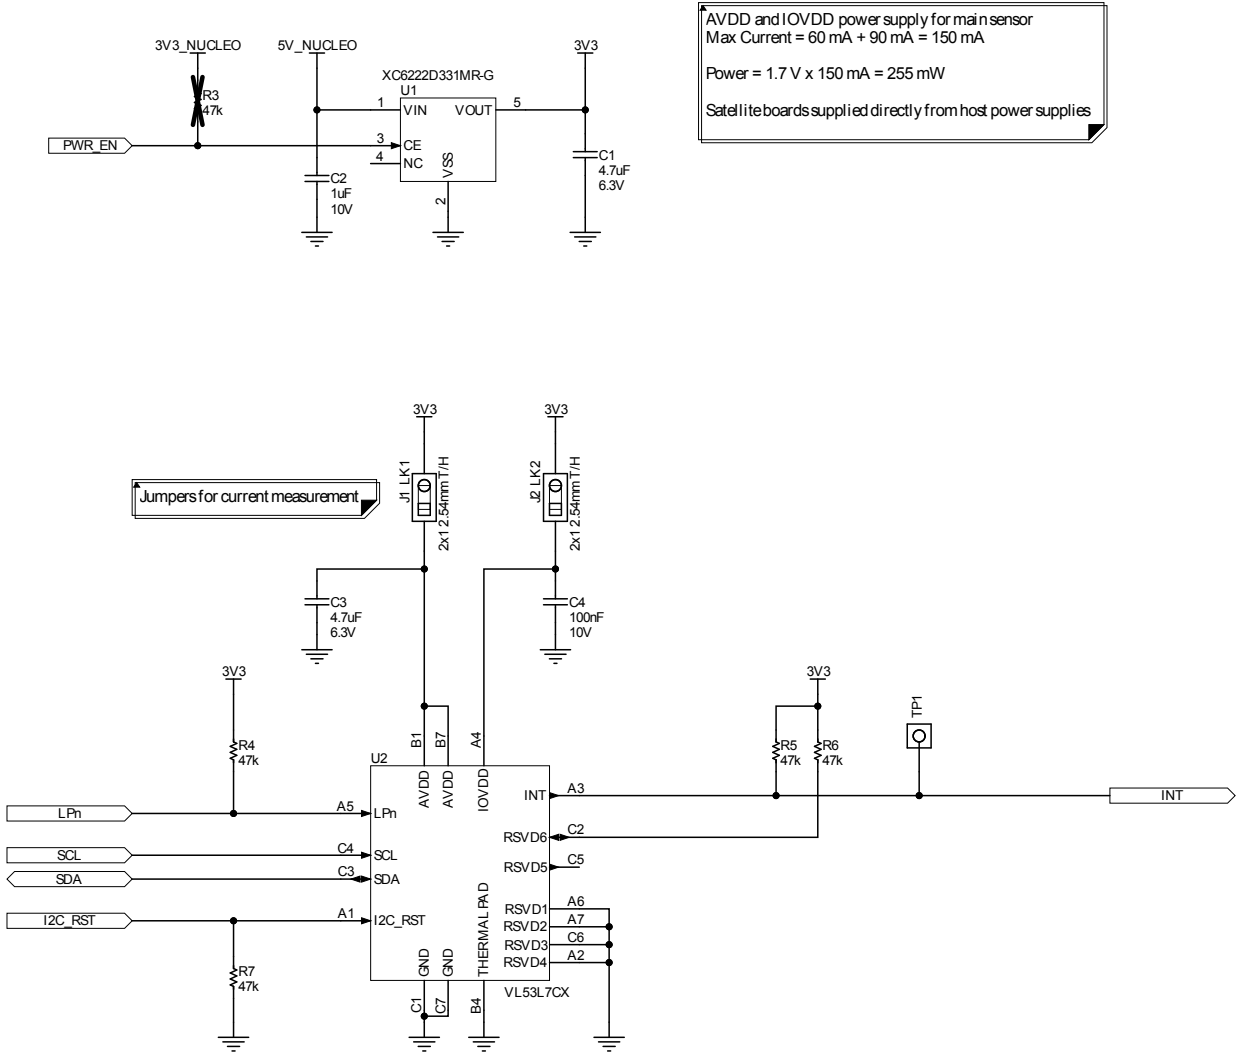 AVDD and IOVDD power supply for main sensor
Max Current = 60 mA + 90 mA = 150 mA
Power = 1.7 V x 150 mA = 255 mW
Satellite boards supplied directly from host power supplies
3V3_NUCLEO
5V_NUCLEO
3V3
XC6222D331MR-G
U1
R3
47k
1
VIN
VOUT
5
PWR_EN
3
CE
4
NC
VSS
2
C2
1uF
10V
C1
4.7uF
6.3V
3V3
3V3
Jumpers for current measurement
J1 LK1
2x1 2.54mm T/H
J2 LK2
2x1 2.54mm T/H
C3
4.7uF
6.3V
C4
100nF
10V
3V3
R4
47k
3V3
R5
47k
R6
47k
TP1
U2
B1
B7
A4
AVDD
AVDD
IOVDD
LPn
A5
LPn
SCL
C4
SCL
SDA
C3
SDA
I2C_RST
A1
I2C_RST
R7
47k
INT
A3
INT
RSVD6
C2
RSVD5
C5
RSVD1
A6
RSVD2
A7
RSVD3
C6
RSVD4
A2
GND
GND
THERMAL PAD
C1
C7
B4
VL53L7CX